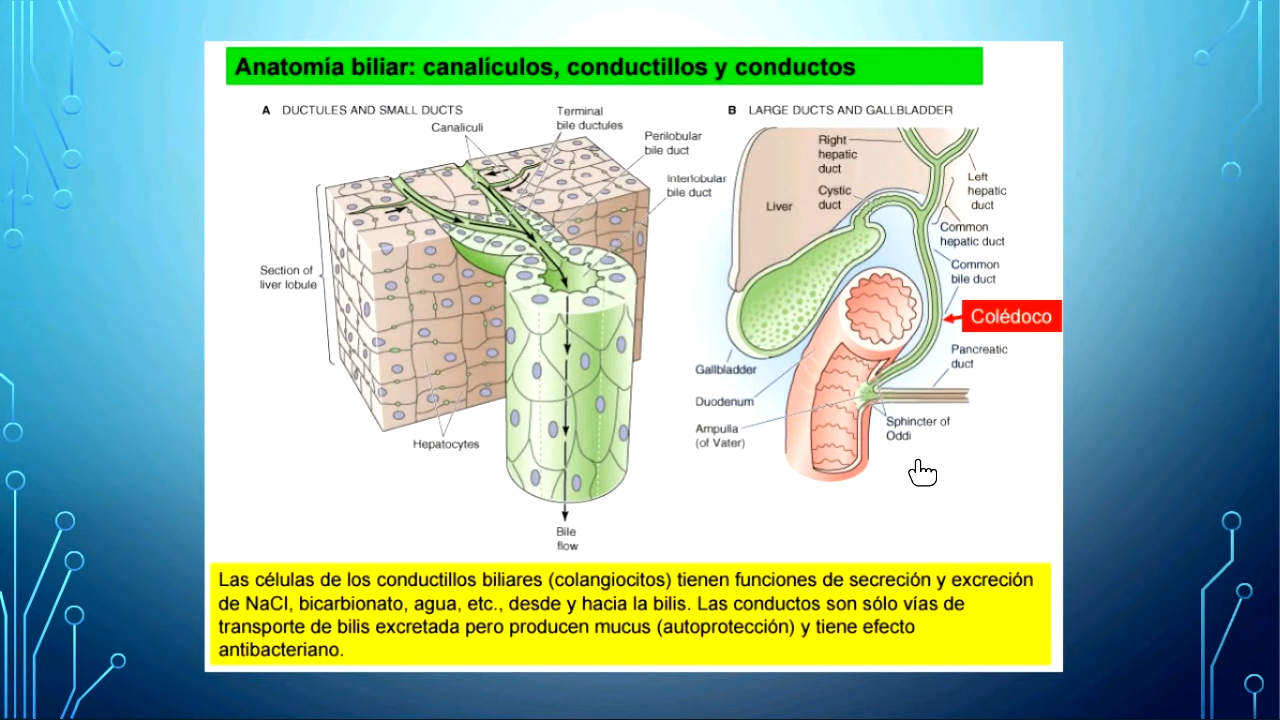 Anatomía biliar: canalículos, conductillos y conductos
A DUCTULES AND SMALL DUCTS
Canaliculi
Terminal
bile ductules
Perilobular
bile duct
Interlobular
bile duct
Section of
liver lobule
Hepatocytes
Bile
flow
B LARGE DUCTS AND GALLBLADDER
Right
hepatic
duct
Cystic
duct
Liver
Left
hepatic
duct
Common
hepatic duct
Common
bile duct
Colédoco
Pancreatic
duct
Gallbladder
Duodenum
Ampulla
(of Vater)
Sphincter of
Oddi
Las células de los conductillos biliares (colangiocitos) tienen funciones de secreción y excreción
de NaCl, bicarbonato, agua, etc., desde y hacia la bilis. Las conductos son sólo vías de
transporte de bilis excretada pero producen mucus (autoprotección) y tiene efecto
antibacteriano.